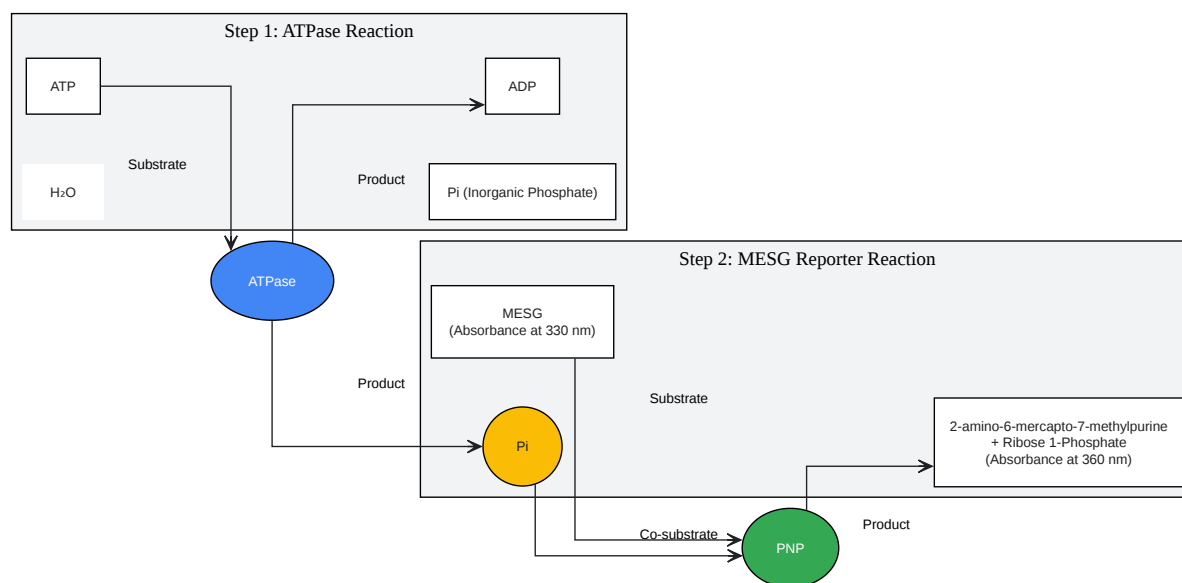 Step 1: ATPase Reaction
ATP
ADP
Substrate
H₂O
Product
Pi (Inorganic Phosphate)
ATPase
Step 2: MESG Reporter Reaction
MESG
(Absorbance at 330 nm)
Product
Substrate
Pi
2-amino-6-mercapto-7-methylpurine
+ Ribose 1-Phosphate
(Absorbance at 360 nm)
Co-substrate
Product
PNP